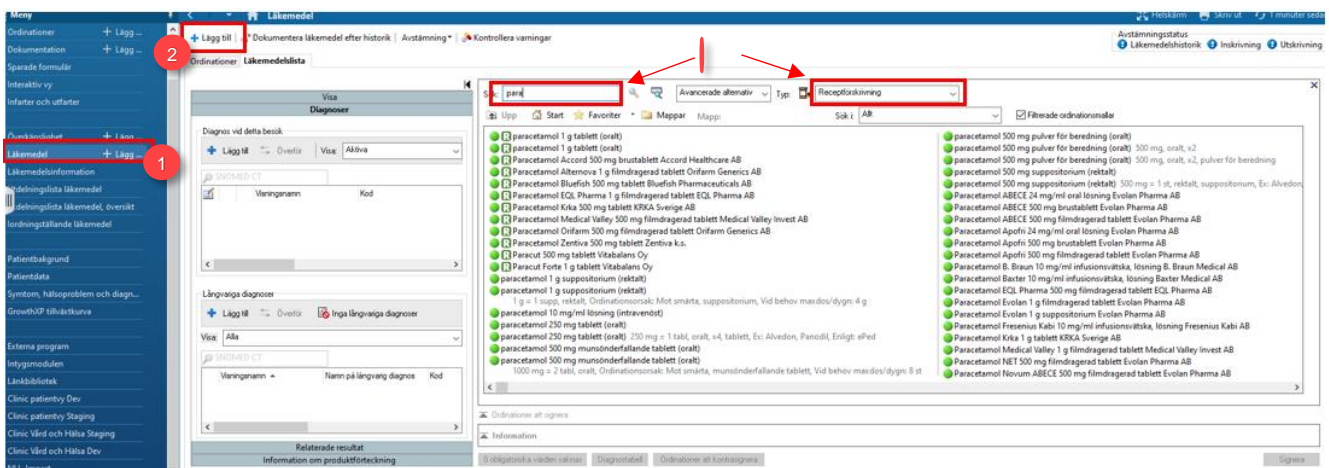 Meny
Läkemedel
Helskärm Skriv ut 1 minuter sedan
Ordinationer + Lägg ...
Dokumentation + Lägg ...
Sparade formulär
Interaktiv vy
Infarter och utfarter
Överkänslighet + Lägg ...
Läkemedel + Lägg ...
Läkemedelsinformation
Utdelningslista läkemedel
Utdelningslista läkemedel, översikt
Iordningställande läkemedel
Patientbakgrund
Patientdata
Symtom, hälsoproblem och diagn...
GrowthXP tillväxtkurva
Externa program
Intygsmodulen
Länkbibliotek
Clinic patientvy Dev
Clinic patientvy Staging
Clinic Vård och Hälsa Staging
Clinic Vård och Hälsa Dev
1
2
+ Lägg till Dokumentera läkemedel efter historik Avstämning Kontrollera varningar
Avstämningsstatus
Läkemedelshistorik Inskrivning Utskrivning
Ordinationer Läkemedelslista
Visa
Diagnoser
Diagnos vid detta besök
Lägg till Överför Visa: Aktiva
SNOMED CT
Visningsnamn Kod
Långvariga diagnoser
Lägg till Överför Inga långvariga diagnoser
Visa: Alla
SNOMED CT
Visningsnamn Namn på långvarig diagnos Kod
Relaterade resultat
Information om produktförteckning
Sök: para Avancerade alternativ Typ: Receptförskrivning
Upp Start Favoriter Mappar Mapp: Sök i: Allt Filtrerade ordinationsmallar
paracetamol 1 g tablett (oralt)
paracetamol 1 g tablett (oralt)
Paracetamol Accord 500 mg brustablett Accord Healthcare AB
Paracetamol Alternova 1 g filmdragerad tablett Orifarm Generics AB
Paracetamol Bluefish 500 mg tablett Bluefish Pharmaceuticals AB
Paracetamol EQL Pharma 1 g filmdragerad tablett EQL Pharma AB
Paracetamol Krka 500 mg tablett KRKA Sverige AB
Paracetamol Medical Valley 500 mg filmdragerad tablett Medical Valley Invest AB
Paracetamol Orifarm 500 mg filmdragerad tablett Orifarm Generics AB
Paracetamol Zentiva 500 mg tablett Zentiva k.s.
Paracut 500 mg tablett Vitabalans Oy
Paracut Forte 1 g tablett Vitabalans Oy
paracetamol 1 g suppositorium (rektalt)
paracetamol 1 g suppositorium (rektalt)
1 g = 1 supp, rektalt, Ordinationsorsak: Mot smärta, suppositorium, Vid behov maxdos/dygn: 4 g
paracetamol 10 mg/ml lösning (intravenöst)
paracetamol 250 mg tablett (oralt)
paracetamol 250 mg tablett (oralt) 250 mg = 1 tabl, oralt, x4, tablett, Ex: Alvedon, Panodil, Enligt: ePed
paracetamol 500 mg munsönderfallande tablett (oralt)
paracetamol 500 mg munsönderfallande tablett (oralt)
1000 mg = 2 tabl, oralt, Ordinationsorsak: Mot smärta, munsönderfallande tablett, Vid behov maxdos/dygn: 8 st
paracetamol 500 mg pulver för beredning (oralt)
paracetamol 500 mg pulver för beredning (oralt) 500 mg, oralt, x2
paracetamol 500 mg pulver för beredning (oralt) 500 mg, oralt, x2, pulver för beredning
paracetamol 500 mg suppositorium (rektalt)
paracetamol 500 mg suppositorium (rektalt) 500 mg = 1 st, rektalt, suppositorium, Ex: Alvedon,
Paracetamol ABECE 24 mg/ml oral lösning Evolan Pharma AB
Paracetamol ABECE 500 mg brustablett Evolan Pharma AB
Paracetamol ABECE 500 mg filmdragerad tablett Evolan Pharma AB
Paracetamol Apofri 24 mg/ml oral lösning Evolan Pharma AB
Paracetamol Apofri 500 mg brustablett Evolan Pharma AB
Paracetamol Apofri 500 mg filmdragerad tablett Evolan Pharma AB
Paracetamol B. Braun 10 mg/ml infusionsvätska, lösning B. Braun Medical AB
Paracetamol Baxter 10 mg/ml infusionsvätska, lösning Baxter Medical AB
Paracetamol EQL Pharma 500 mg filmdragerad tablett EQL Pharma AB
Paracetamol Evolan 1 g filmdragerad tablett Evolan Pharma AB
Paracetamol Evolan 1 g suppositorium Evolan Pharma AB
Paracetamol Fresenius Kabi 10 mg/ml infusionsvätska, lösning Fresenius Kabi AB
Paracetamol Krka 1 g tablett KRKA Sverige AB
Paracetamol Medical Valley 1 g filmdragerad tablett Medical Valley Invest AB
Paracetamol NET 500 mg filmdragerad tablett Evolan Pharma AB
Paracetamol Novum ABECE 500 mg filmdragerad tablett Evolan Pharma AB
Ordinationer att signera
Information
0 obligatoriska värden saknas Diagnostabell Ordinationer att kontrasignera Signera